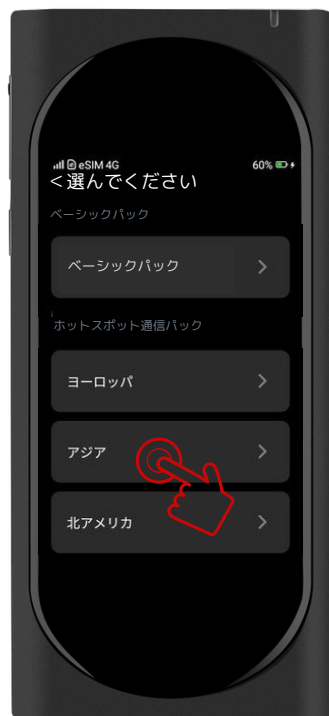 eSIM 4G 60%
<選んでください
ベーシックパック
ベーシックパック
ホットスポット通信パック
ヨーロッパ
アジア
北アメリカ